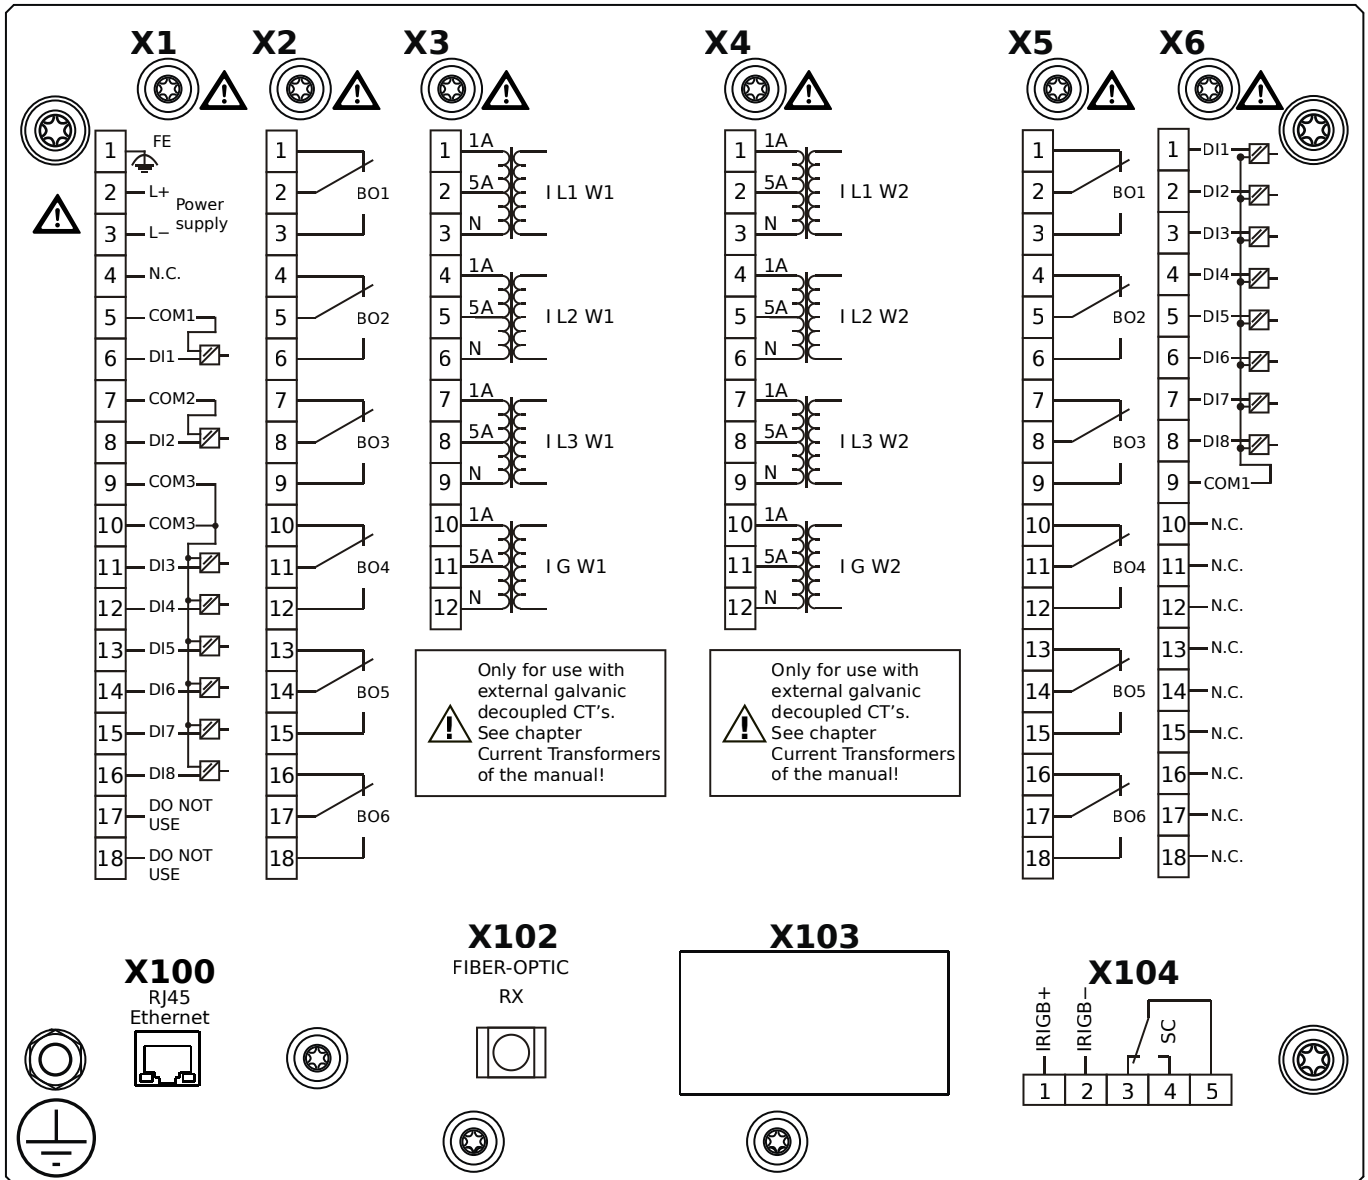 X1
X2
X3
X4
X5
X6
1 FE
2 L+
Power
supply
3 L−
4 N.C.
5 COM1
6 DI1
7 COM2
8 DI2
9 COM3
10 COM3
11 DI3
12 DI4
13 DI5
14 DI6
15 DI7
16 DI8
17 DO NOT
USE
18 DO NOT
USE
1
2 BO1
3
4
5 BO2
6
7
8 BO3
9
10
11 BO4
12
13
14 BO5
15
16
17 BO6
18
1 1A
2 5A I L1 W1
3 N
4 1A
5 5A I L2 W1
6 N
7 1A
8 5A I L3 W1
9 N
10 1A
11 5A I G W1
12 N
Only for use with
external galvanic
decoupled CT's.
See chapter
Current Transformers
of the manual!
1 1A
2 5A I L1 W2
3 N
4 1A
5 5A I L2 W2
6 N
7 1A
8 5A I L3 W2
9 N
10 1A
11 5A I G W2
12 N
Only for use with
external galvanic
decoupled CT's.
See chapter
Current Transformers
of the manual!
1
2 BO1
3
4
5 BO2
6
7
8 BO3
9
10
11 BO4
12
13
14 BO5
15
16
17 BO6
18
1 DI1
2 DI2
3 DI3
4 DI4
5 DI5
6 DI6
7 DI7
8 DI8
9 COM1
10 N.C.
11 N.C.
12 N.C.
13 N.C.
14 N.C.
15 N.C.
16 N.C.
17 N.C.
18 N.C.
X100
RJ45
Ethernet
X102
FIBER-OPTIC
RX
X103
X104
IRIGB+
IRIGB−
SC
1 2 3 4 5